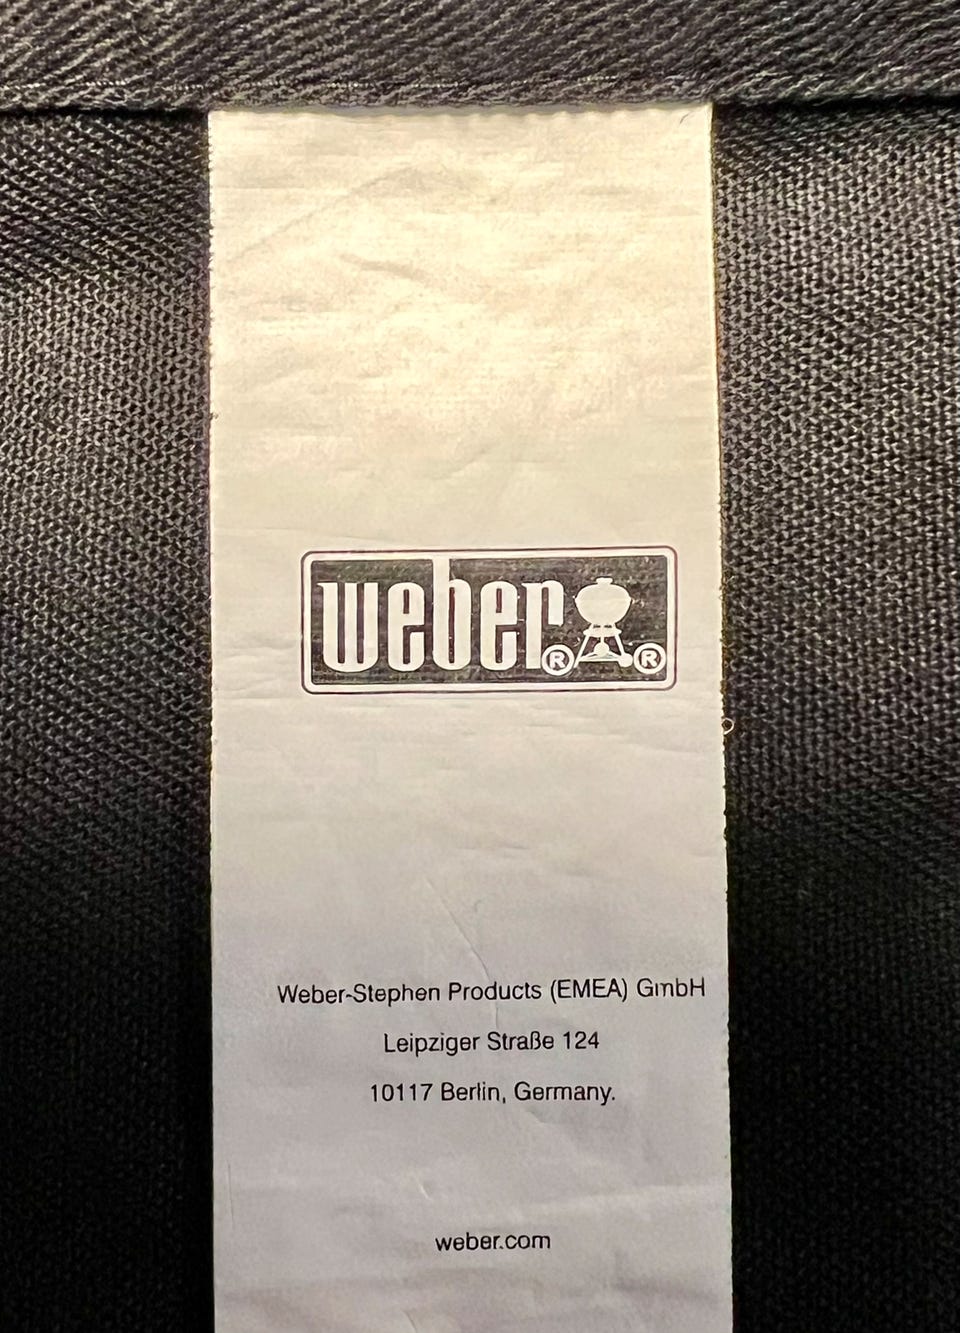 weber® ®
Weber-Stephen Products (EMEA) GmbH
Leipziger Straße 124
10117 Berlin, Germany.
weber.com